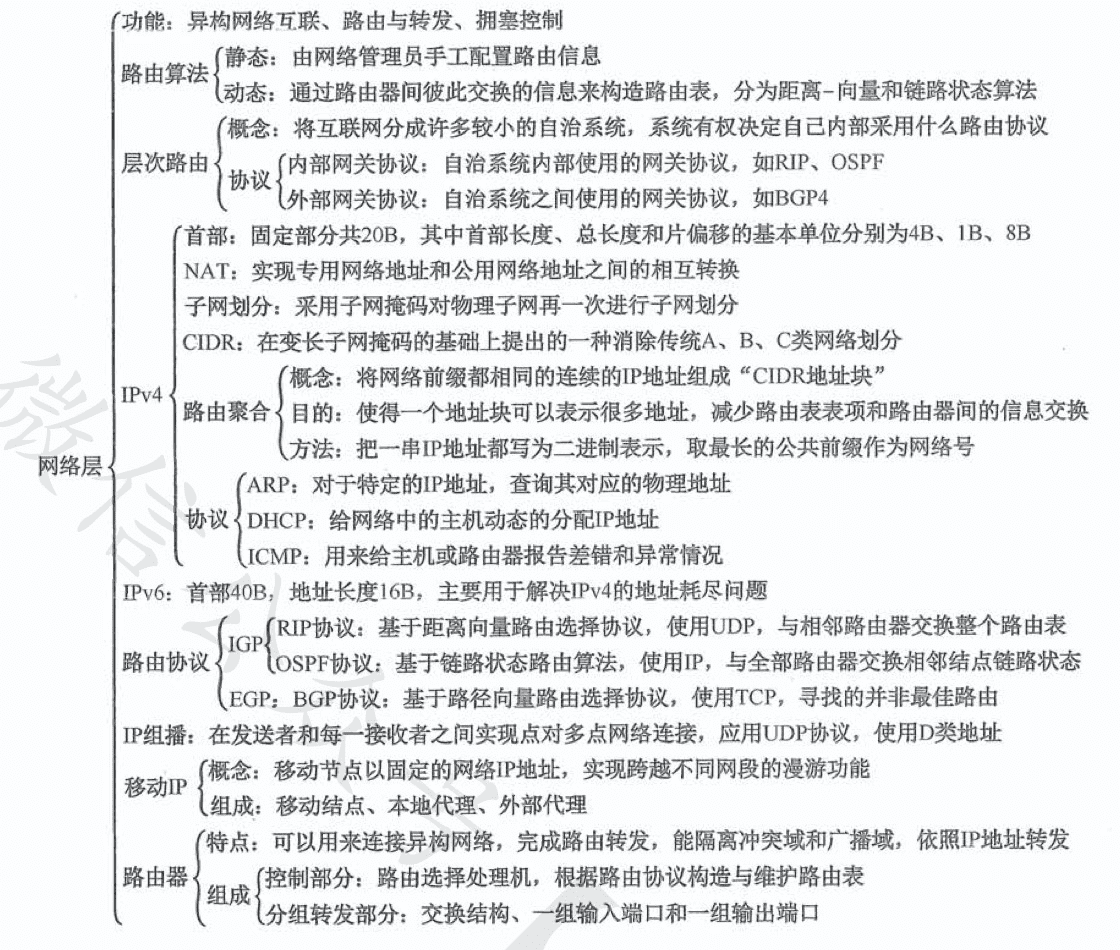 功能：异构网络互联、路由与转发、拥塞控制
路由算法
静态：由网络管理员手工配置路由信息
动态：通过路由器间彼此交换的信息来构造路由表，分为距离-向量和链路状态算法
层次路由
概念：将互联网分成许多较小的自治系统，系统有权决定自己内部采用什么路由协议
协议
内部网关协议：自治系统内部使用的网关协议，如RIP、OSPF
外部网关协议：自治系统之间使用的网关协议，如BGP4
网络层
IPv4
首部：固定部分共20B，其中首部长度、总长度和片偏移的基本单位分别为4B、1B、8B
NAT：实现专用网络地址和公用网络地址之间的相互转换
子网划分：采用子网掩码对物理子网再一次进行子网划分
CIDR：在变长子网掩码的基础上提出的一种消除传统A、B、C类网络划分
路由聚合
概念：将网络前缀都相同的连续的IP地址组成“CIDR地址块”
目的：使得一个地址块可以表示很多地址，减少路由表表项和路由器间的信息交换
方法：把一串IP地址都写为二进制表示，取最长的公共前缀作为网络号
协议
ARP：对于特定的IP地址，查询其对应的物理地址
DHCP：给网络中的主机动态的分配IP地址
ICMP：用来给主机或路由器报告差错和异常情况
IPv6：首部40B，地址长度16B，主要用于解决IPv4的地址耗尽问题
路由协议
IGP
RIP协议：基于距离向量路由选择协议，使用UDP，与相邻路由器交换整个路由表
OSPF协议：基于链路状态路由算法，使用IP，与全部路由器交换相邻结点链路状态
EGP：BGP协议：基于路径向量路由选择协议，使用TCP，寻找的并非最佳路由
IP组播：在发送者和每一接收者之间实现点对多点网络连接，应用UDP协议，使用D类地址
移动IP
概念：移动节点以固定的网络IP地址，实现跨越不同网段的漫游功能
组成：移动结点、本地代理、外部代理
路由器
特点：可以用来连接异构网络，完成路由转发，能隔离冲突域和广播域，依照IP地址转发
组成
控制部分：路由选择处理机，根据路由协议构造与维护路由表
分组转发部分：交换结构、一组输入端口和一组输出端口
微信公众号